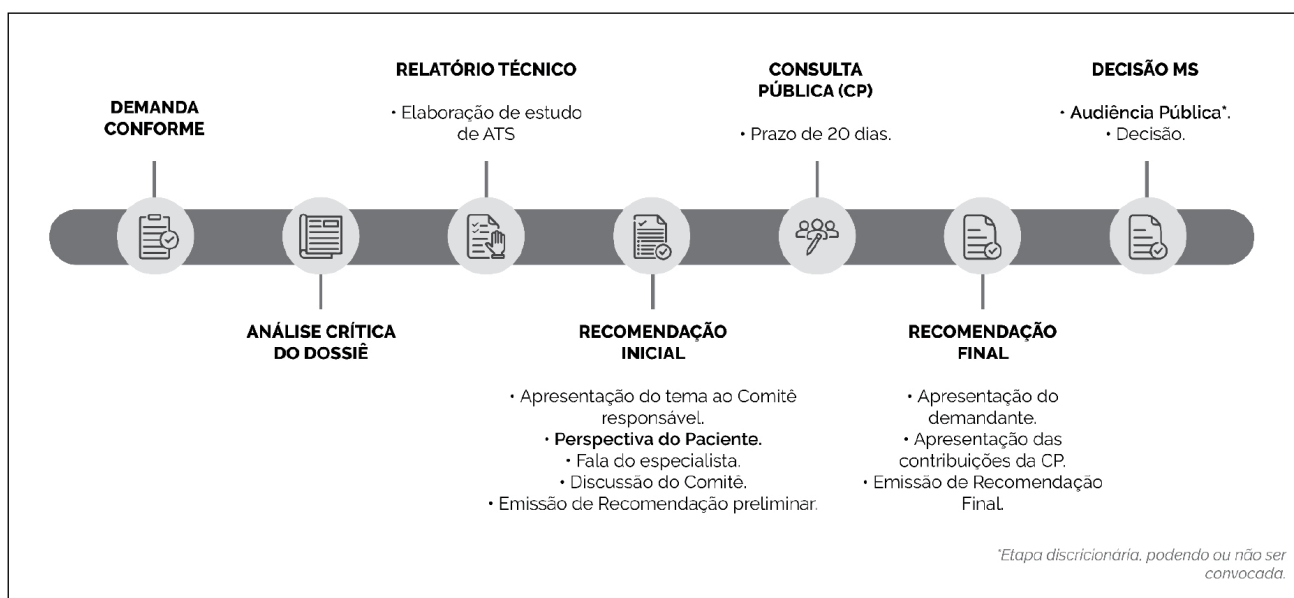 DEMANDA
CONFORME
ANÁLISE CRÍTICA
DO DOSSIÊ
RELATÓRIO TÉCNICO
• Elaboração de estudo
de ATS
RECOMENDAÇÃO
INICIAL
• Apresentação do tema ao Comitê
responsável.
• Perspectiva do Paciente.
• Fala do especialista.
• Discussão do Comitê.
• Emissão de Recomendação preliminar.
CONSULTA
PÚBLICA (CP)
• Prazo de 20 dias.
RECOMENDAÇÃO
FINAL
• Apresentação do
demandante.
• Apresentação das
contribuições da CP.
• Emissão de Recomendação
Final.
DECISÃO MS
• Audiência Pública*.
• Decisão.
*Etapa discricionária, podendo ou não ser
convocada.